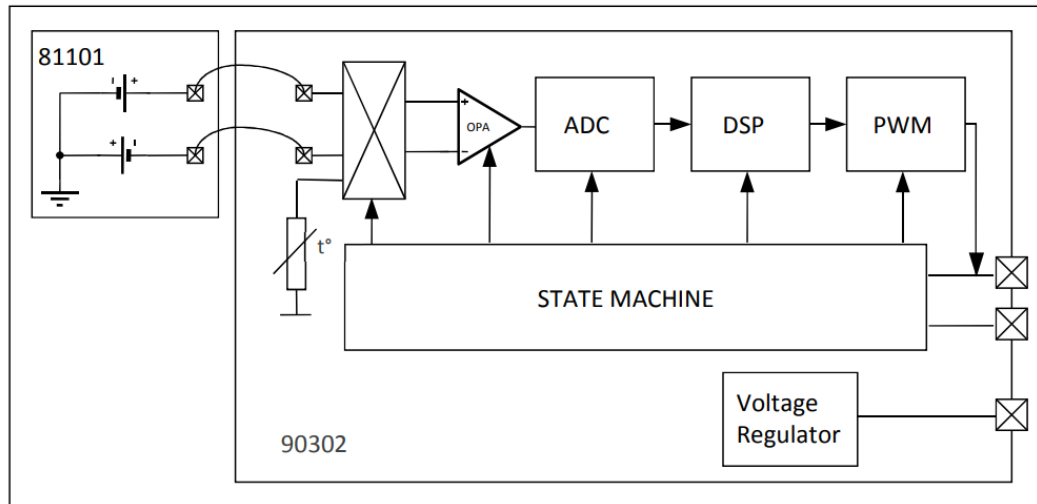 81101
+
+
OPA
+
−
ADC
DSP
PWM
t°
STATE MACHINE
Voltage
Regulator
90302